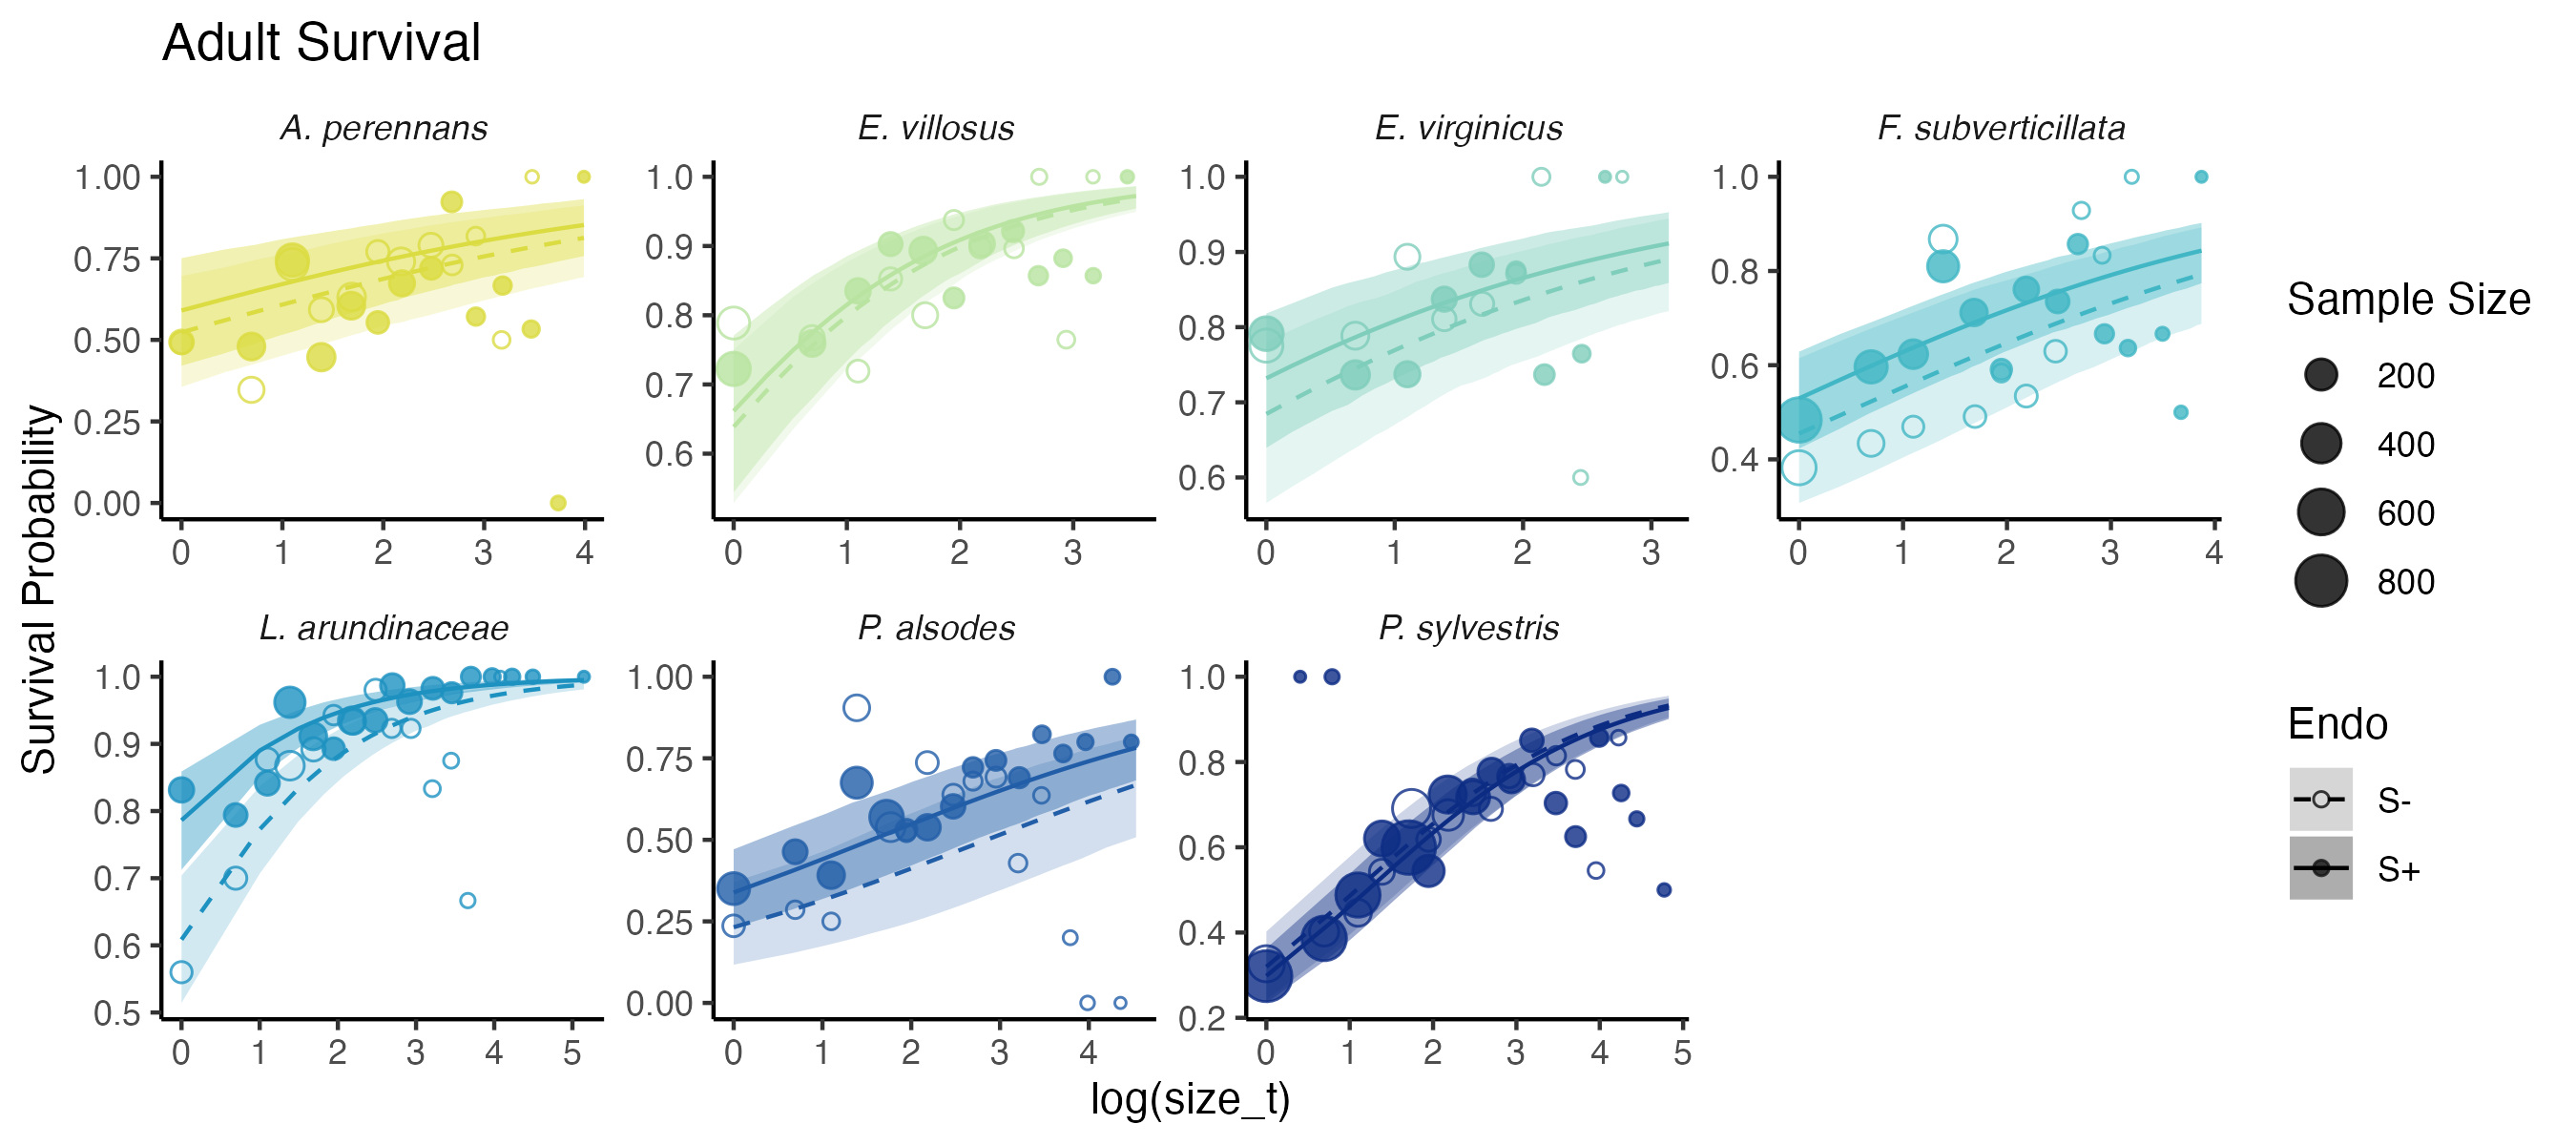 Adult Survival
A. perennans
E. villosus
E. virginicus
F. subverticillata
1.00
0.75
0.50
0.25
0.00
0 1 2 3 4
1.0
0.9
0.8
0.7
0.6
0 1 2 3
1.0
0.9
0.8
0.7
0.6
0 1 2 3
1.0
0.8
0.6
0.4
0 1 2 3 4
Survival Probability
L. arundinaceae
P. alsodes
P. sylvestris
1.0
0.9
0.8
0.7
0.6
0.5
0 1 2 3 4 5
1.00
0.75
0.50
0.25
0.00
0 1 2 3 4
1.0
0.8
0.6
0.4
0.2
0 1 2 3 4 5
log(size_t)
Sample Size
200
400
600
800
Endo
S-
S+